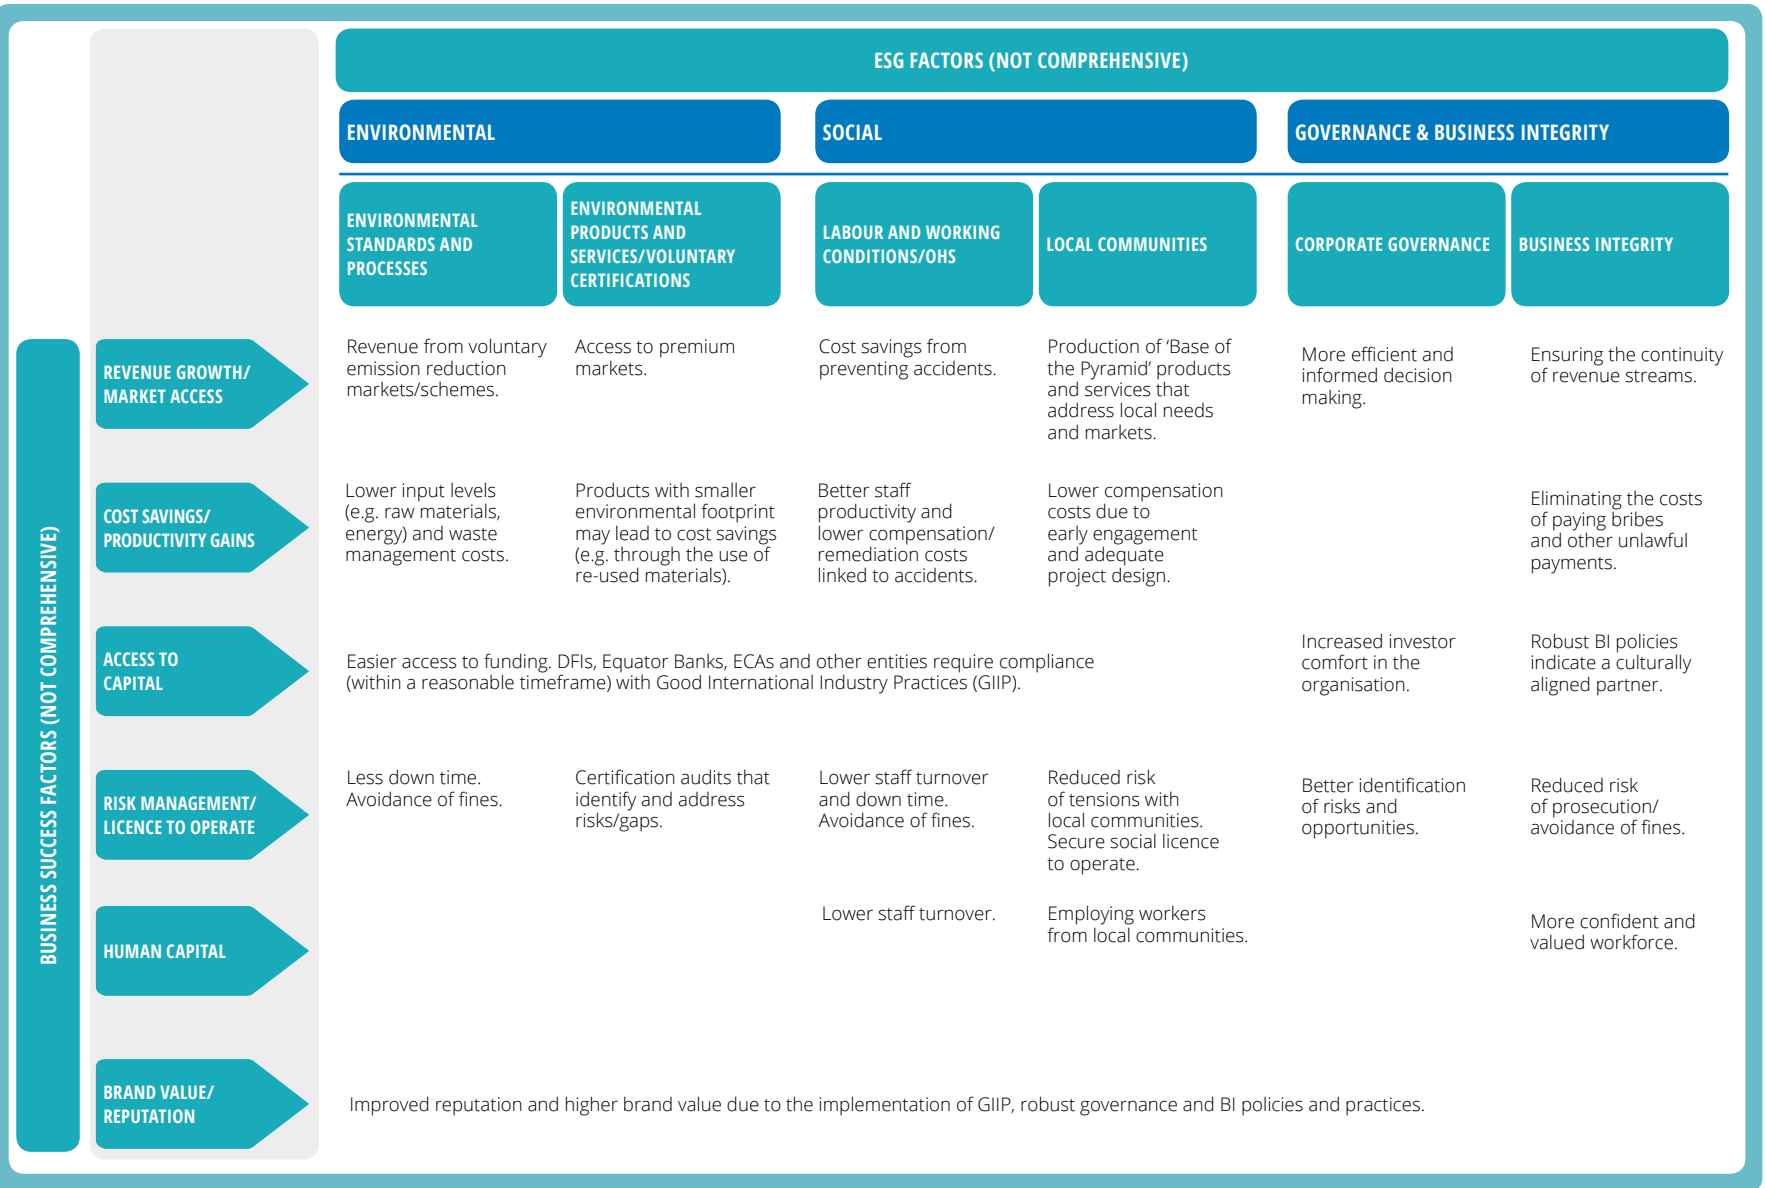 ESG FACTORS (NOT COMPREHENSIVE)
ENVIRONMENTAL
SOCIAL
GOVERNANCE & BUSINESS INTEGRITY
ENVIRONMENTAL
STANDARDS AND
PROCESSES
ENVIRONMENTAL
PRODUCTS AND
SERVICES/VOLUNTARY
CERTIFICATIONS
LABOUR AND WORKING
CONDITIONS/OHS
LOCAL COMMUNITIES
CORPORATE GOVERNANCE
BUSINESS INTEGRITY
BUSINESS SUCCESS FACTORS (NOT COMPREHENSIVE)
REVENUE GROWTH/
MARKET ACCESS
Revenue from voluntary
emission reduction
markets/schemes.
Access to premium
markets.
Cost savings from
preventing accidents.
Production of ‘Base of
the Pyramid’ products
and services that
address local needs
and markets.
More efficient and
informed decision
making.
Ensuring the continuity
of revenue streams.
COST SAVINGS/
PRODUCTIVITY GAINS
Lower input levels
(e.g. raw materials,
energy) and waste
management costs.
Products with smaller
environmental footprint
may lead to cost savings
(e.g. through the use of
re-used materials).
Better staff
productivity and
lower compensation/
remediation costs
linked to accidents.
Lower compensation
costs due to
early engagement
and adequate
project design.
Eliminating the costs
of paying bribes
and other unlawful
payments.
ACCESS TO
CAPITAL
Easier access to funding. DFIs, Equator Banks, ECAs and other entities require compliance
(within a reasonable timeframe) with Good International Industry Practices (GIIP).
Increased investor
comfort in the
organisation.
Robust BI policies
indicate a culturally
aligned partner.
RISK MANAGEMENT/
LICENCE TO OPERATE
Less down time.
Avoidance of fines.
Certification audits that
identify and address
risks/gaps.
Lower staff turnover
and down time.
Avoidance of fines.
Reduced risk
of tensions with
local communities.
Secure social licence
to operate.
Better identification
of risks and
opportunities.
Reduced risk
of prosecution/
avoidance of fines.
HUMAN CAPITAL
Lower staff turnover.
Employing workers
from local communities.
More confident and
valued workforce.
BRAND VALUE/
REPUTATION
Improved reputation and higher brand value due to the implementation of GIIP, robust governance and BI policies and practices.